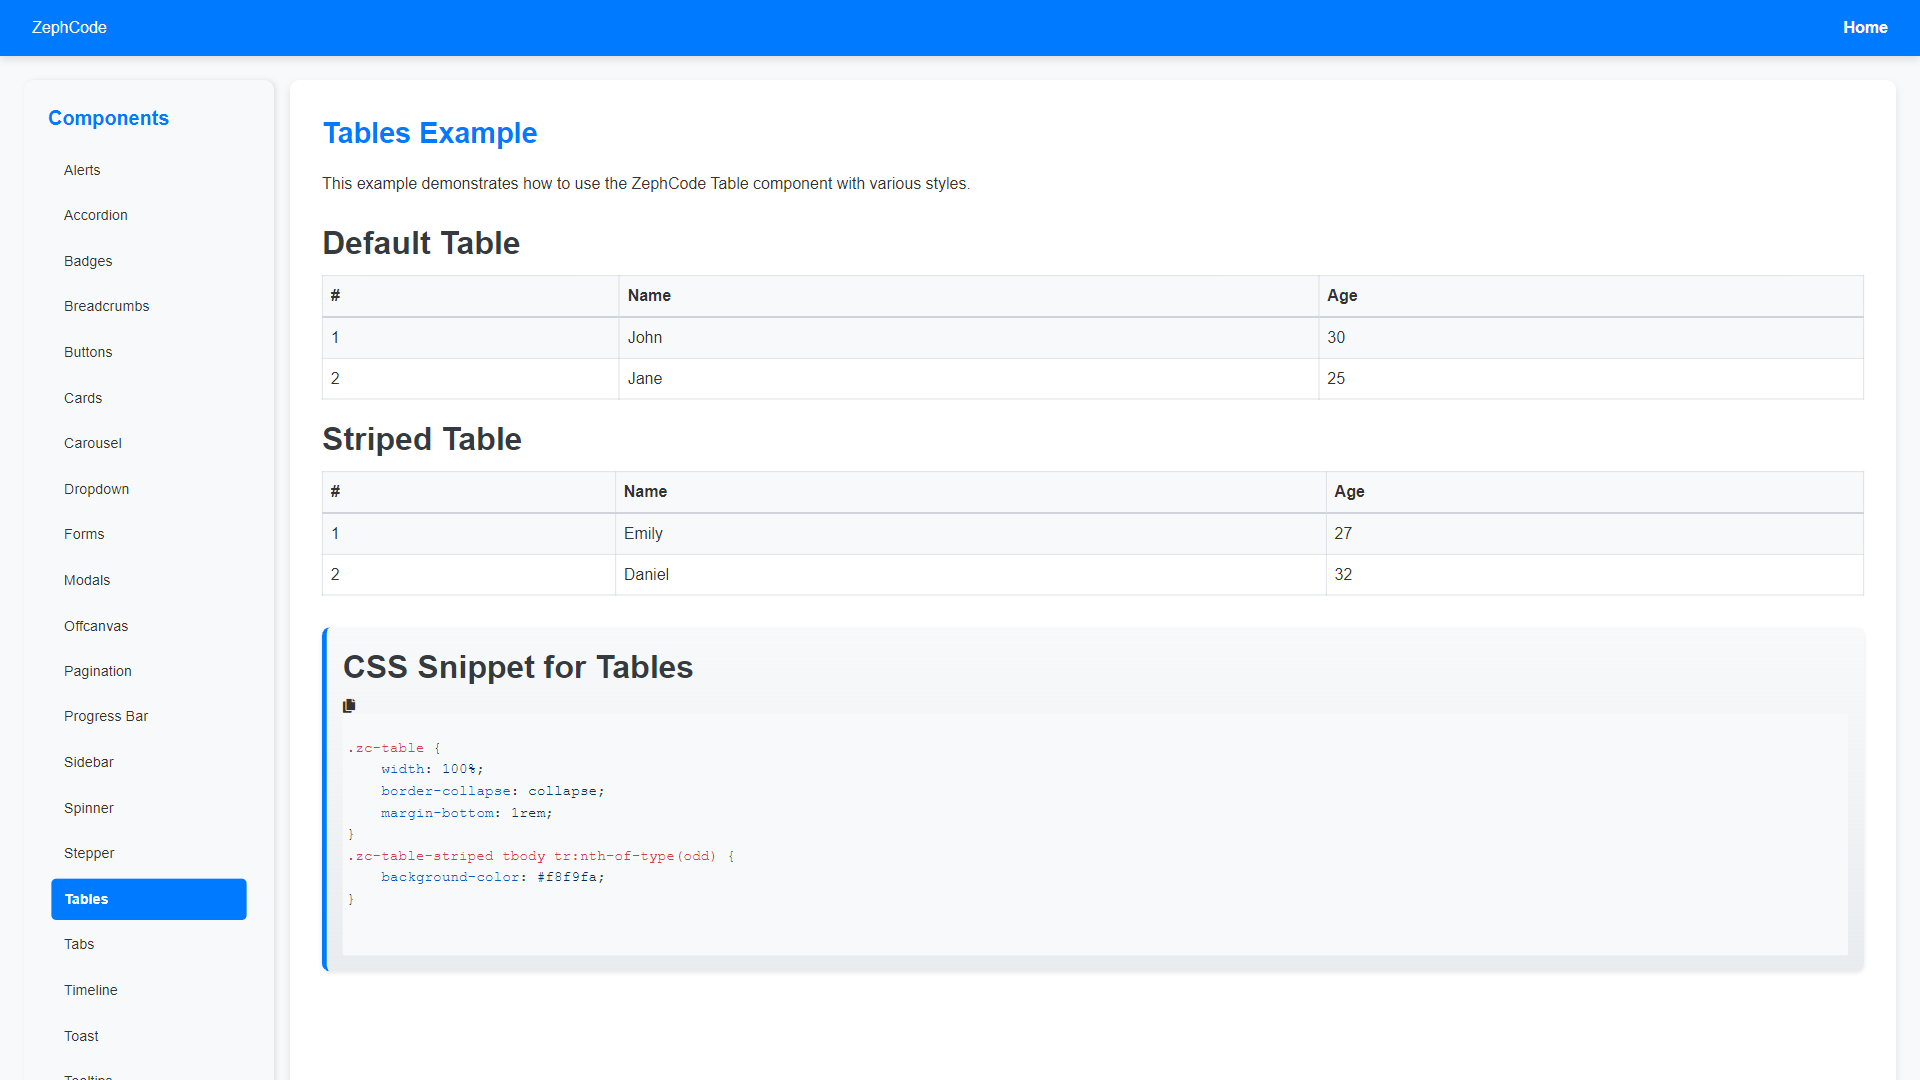 ZephCode
Home
Components
Alerts
Accordion
Badges
Breadcrumbs
Buttons
Cards
Carousel
Dropdown
Forms
Modals
Offcanvas
Pagination
Progress Bar
Sidebar
Spinner
Stepper
Tables
Tabs
Timeline
Toast
Tooltips
Tables Example
This example demonstrates how to use the ZephCode Table component with various styles.
Default Table
# Name Age
1 John 30
2 Jane 25
Striped Table
# Name Age
1 Emily 27
2 Daniel 32
CSS Snippet for Tables
.zc-table {
    width: 100%;
    border-collapse: collapse;
    margin-bottom: 1rem;
}
.zc-table-striped tbody tr:nth-of-type(odd) {
    background-color: #f8f9fa;
}